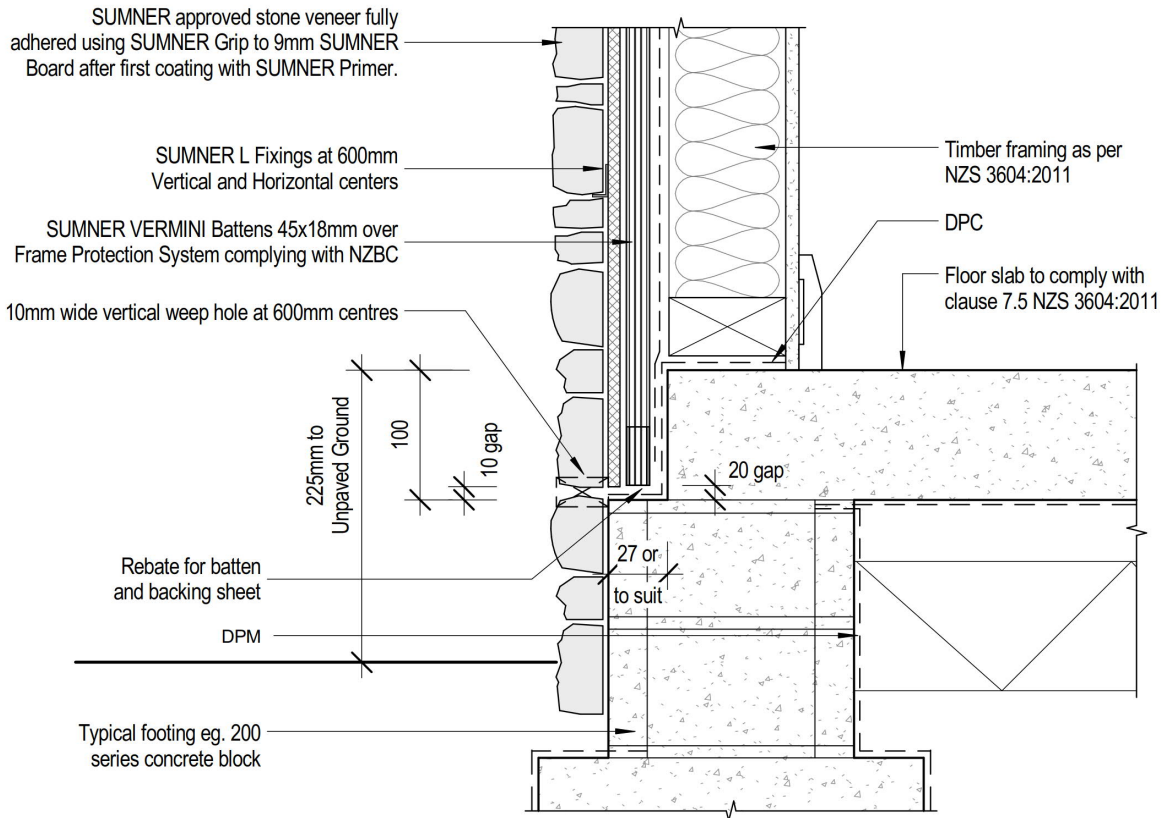 SUMNER approved stone veneer fully
adhered using SUMNER Grip to 9mm SUMNER
Board after first coating with SUMNER Primer.
SUMNER L Fixings at 600mm
Vertical and Horizontal centers
SUMNER VERMINI Battens 45x18mm over
Frame Protection System complying with NZBC
10mm wide vertical weep hole at 600mm centres
225mm to
Unpaved Ground
100
10 gap
Rebate for batten
and backing sheet
DPM
Typical footing eg. 200
series concrete block
27 or
to suit
20 gap
Timber framing as per
NZS 3604:2011
DPC
Floor slab to comply with
clause 7.5 NZS 3604:2011